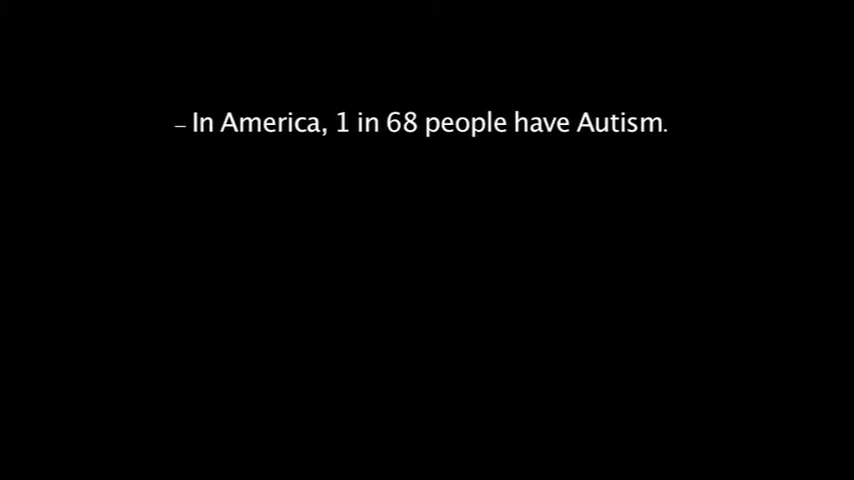 – In America, 1 in 68 people have Autism.